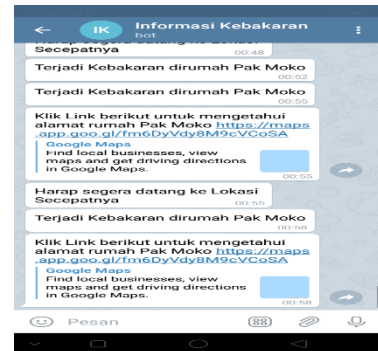 IK
Informasi Kebakaran
bot
Secepatnya
00:48
Terjadi Kebakaran dirumah Pak Moko
00:52
Terjadi Kebakaran dirumah Pak Moko
00:55
Klik Link berikut untuk mengetahui
alamat rumah Pak Moko https://maps
.app.goo.gl/fm6DyVdy8M9cVCoSA
Google Maps
Find local businesses, view
maps and get driving directions
in Google Maps.
00:55
Harap segera datang ke Lokasi
Secepatnya
00:55
Terjadi Kebakaran dirumah Pak Moko
00:58
Klik Link berikut untuk mengetahui
alamat rumah Pak Moko https://maps
.app.goo.gl/fm6DyVdy8M9cVCoSA
Google Maps
Find local businesses, view
maps and get driving directions
in Google Maps.
00:58
Pesan